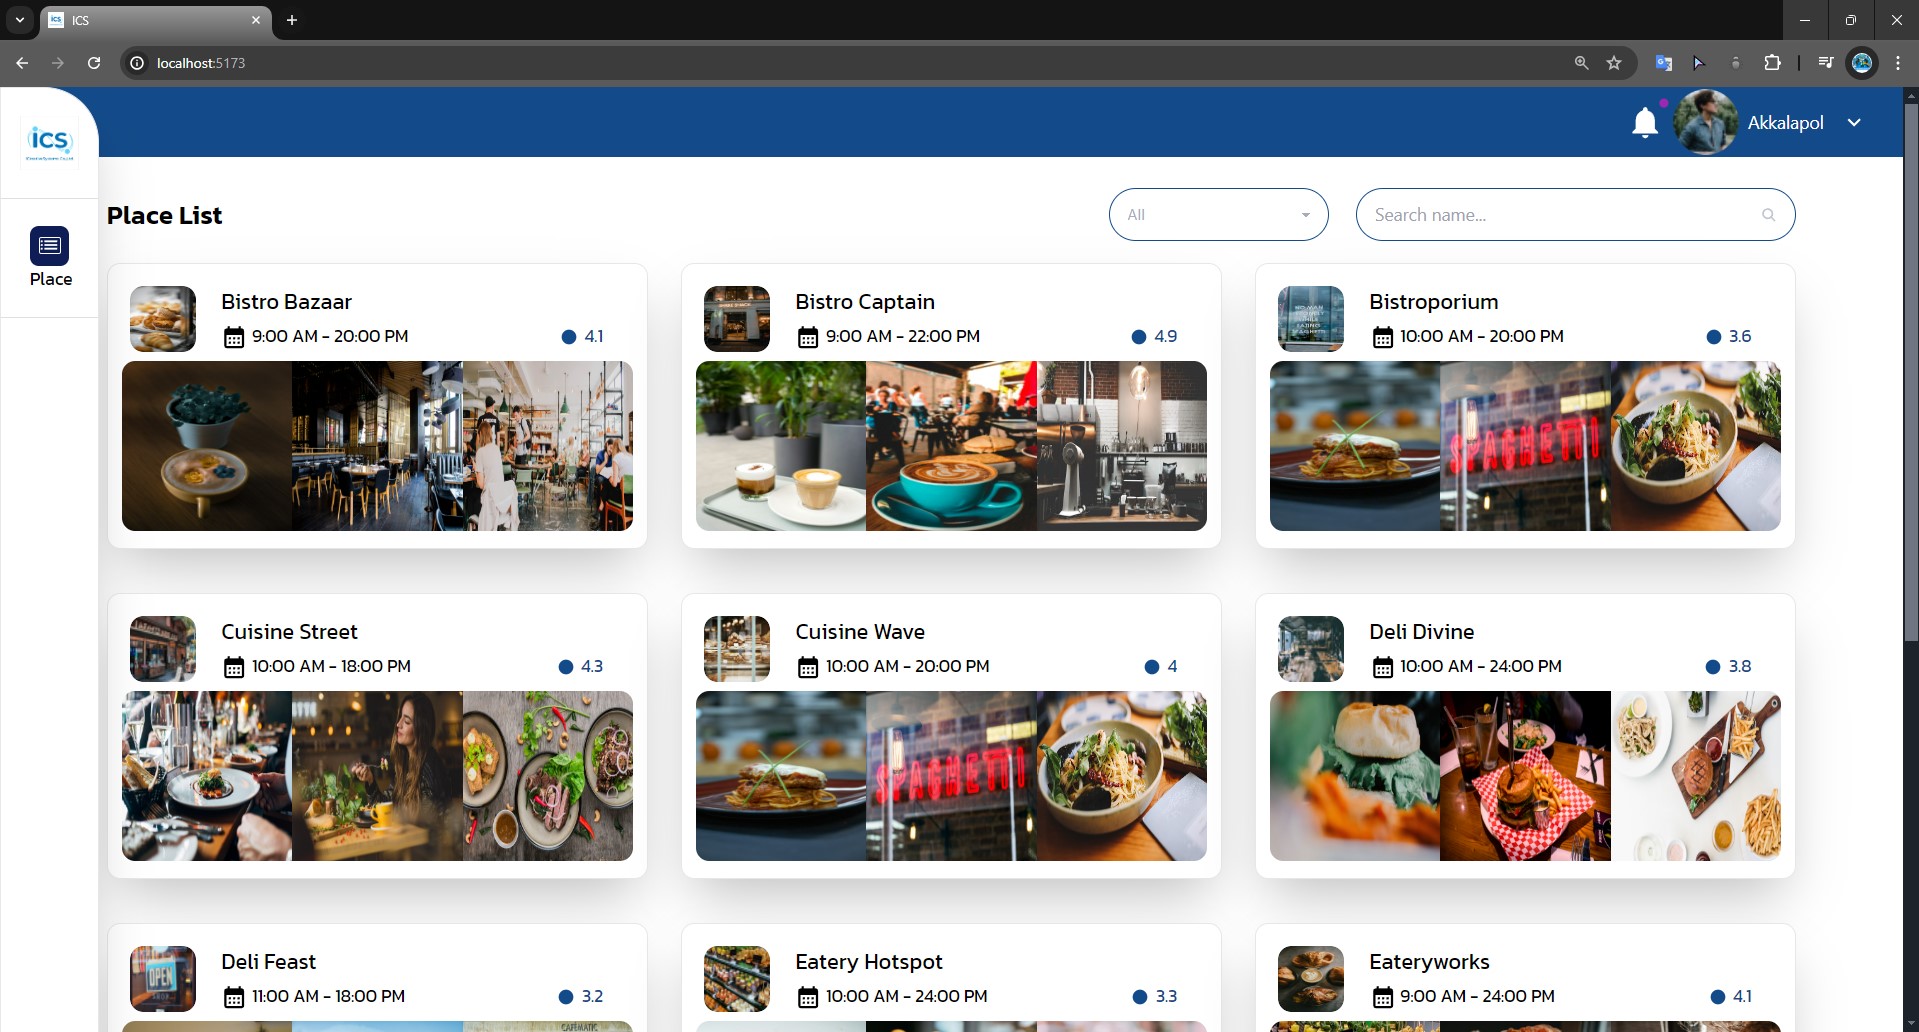 ICS
localhost:5173
ics
Akkalapol
Place List
All
Search name...
Place
Bistro Bazaar
9:00 AM - 20:00 PM
4.1
Bistro Captain
9:00 AM - 22:00 PM
4.9
Bistroporium
10:00 AM - 20:00 PM
3.6
SPAGHETTI
Cuisine Street
10:00 AM - 18:00 PM
4.3
Cuisine Wave
10:00 AM - 20:00 PM
4
Deli Divine
10:00 AM - 24:00 PM
3.8
SPAGHETTI
Deli Feast
11:00 AM - 18:00 PM
3.2
OPEN
Eatery Hotspot
10:00 AM - 24:00 PM
3.3
Eateryworks
9:00 AM - 24:00 PM
4.1